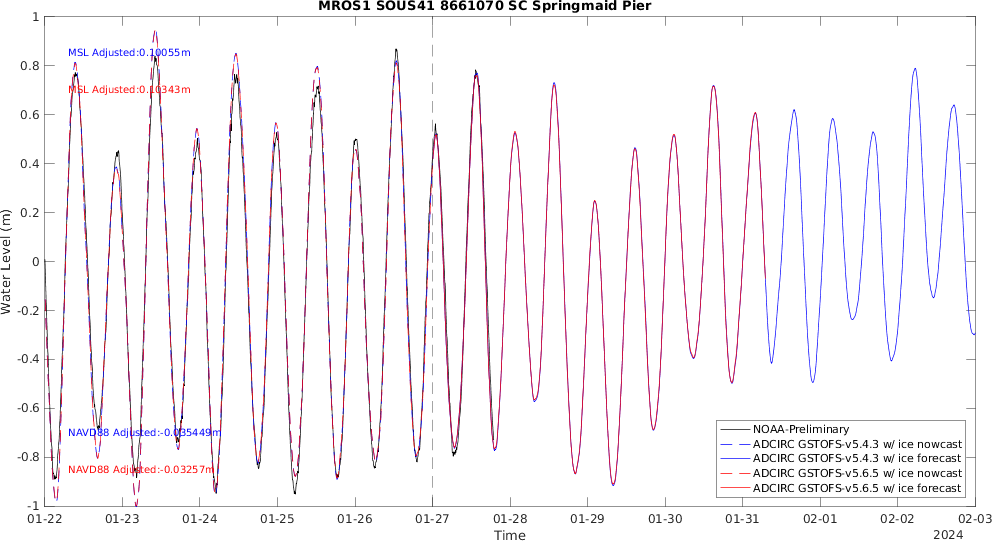 MROS1 SOUS41 8661070 SC Springmaid Pier
1
0.8
0.6
0.4
0.2
0
-0.2
-0.4
-0.6
-0.8
-1
Water Level (m)
MSL Adjusted:0.10055m
MSL Adjusted:0.10343m
NAVD88 Adjusted:-0.035449m
NAVD88 Adjusted:-0.03257m
NOAA-Preliminary
ADCIRC GSTOFS-v5.4.3 w/ ice nowcast
ADCIRC GSTOFS-v5.4.3 w/ ice forecast
ADCIRC GSTOFS-v5.6.5 w/ ice nowcast
ADCIRC GSTOFS-v5.6.5 w/ ice forecast
01-22 01-23 01-24 01-25 01-26 01-27 01-28 01-29 01-30 01-31 02-01 02-02 02-03
Time
2024